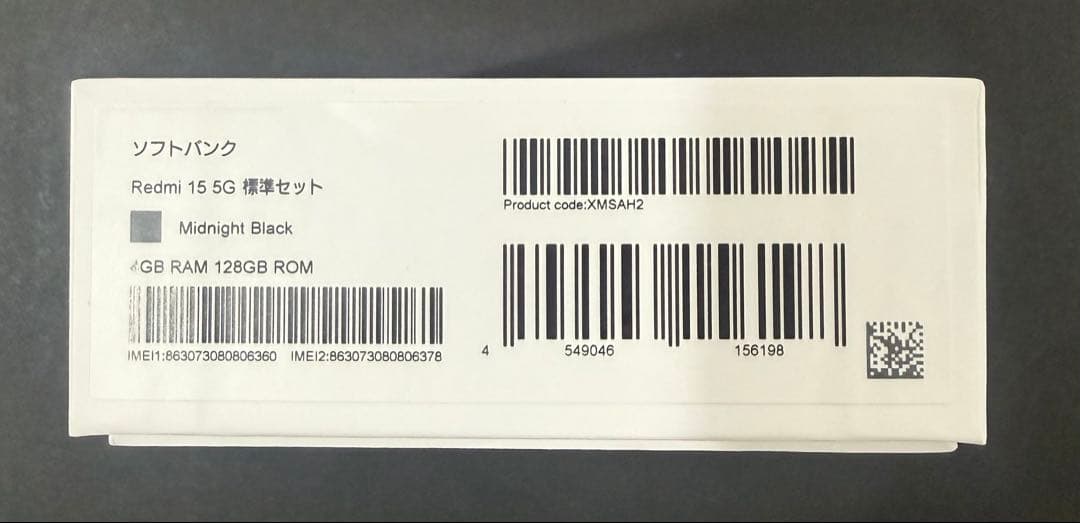 ソフトバンク
Redmi 15 5G 標準セット
Midnight Black
GB RAM 128GB ROM
IMEI1:863073080806360 IMEI2:863073080806378
Product code:XMSAH2
4 549046 156198